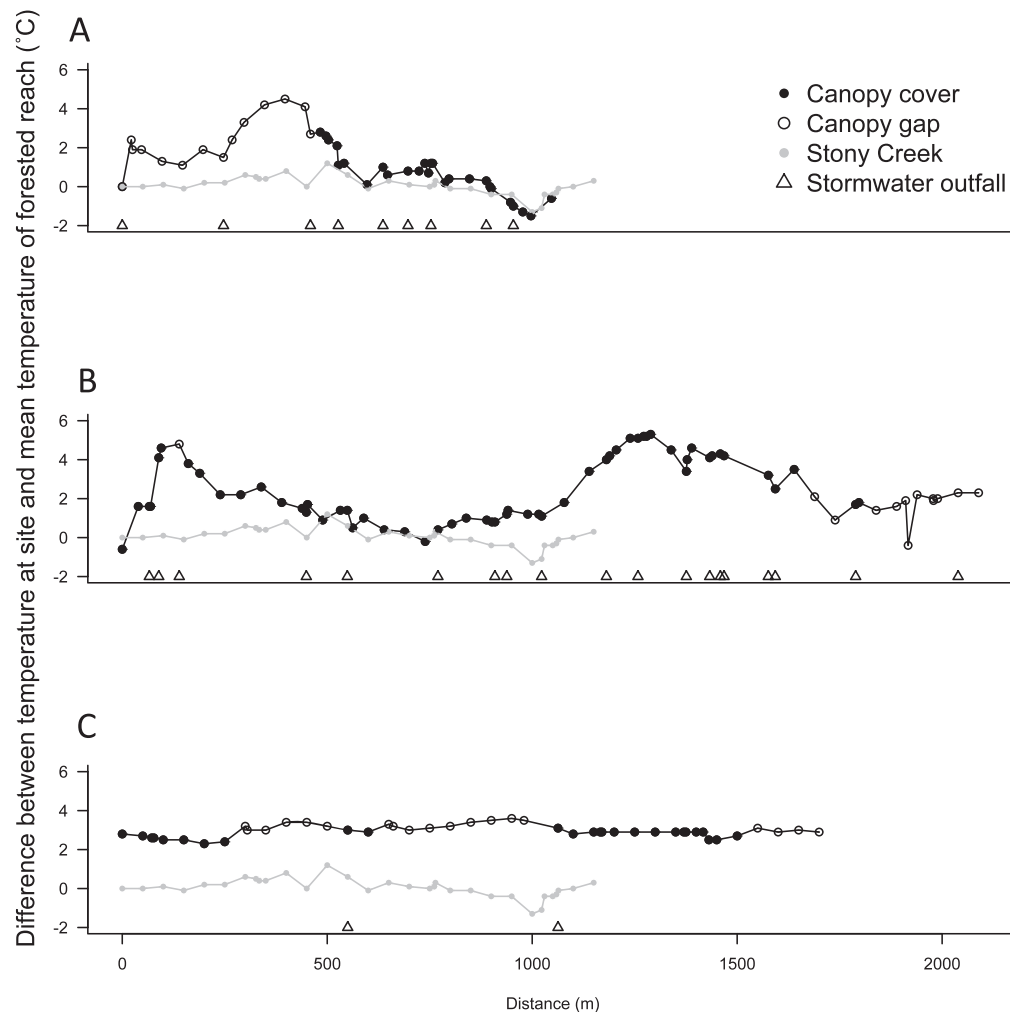 Difference between temperature at site and mean temperature of forested reach (˚C)
A
6
4
2
0
-2
Canopy cover
Canopy gap
Stony Creek
Stormwater outfall
B
6
4
2
0
-2
C
6
4
2
0
-2
0 500 1000 1500 2000
Distance (m)